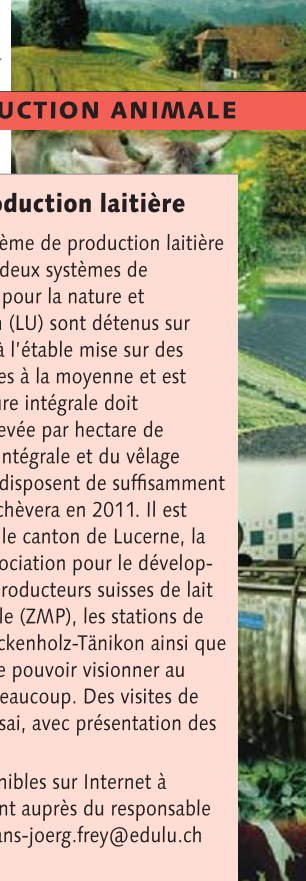 UCTION ANIMALE
duction laitière
ème de production laitière
deux systèmes de
pour la nature et
(LU) sont détenus sur
à l'étable mise sur des
es à la moyenne et est
ure intégrale doit
evée par hectare de
intégrale et du vêlage
disposent de suffisamment
chèvera en 2011. Il est
le canton de Lucerne, la
ociation pour le dévelop-
roducteurs suisses de lait
le (ZMP), les stations de
ckenholz-Tänikon ainsi que
e pouvoir visionner au
eaucoup. Des visites de
sai, avec présentation des
nibles sur Internet à
nt auprès du responsable
ans-joerg.frey@edulu.ch